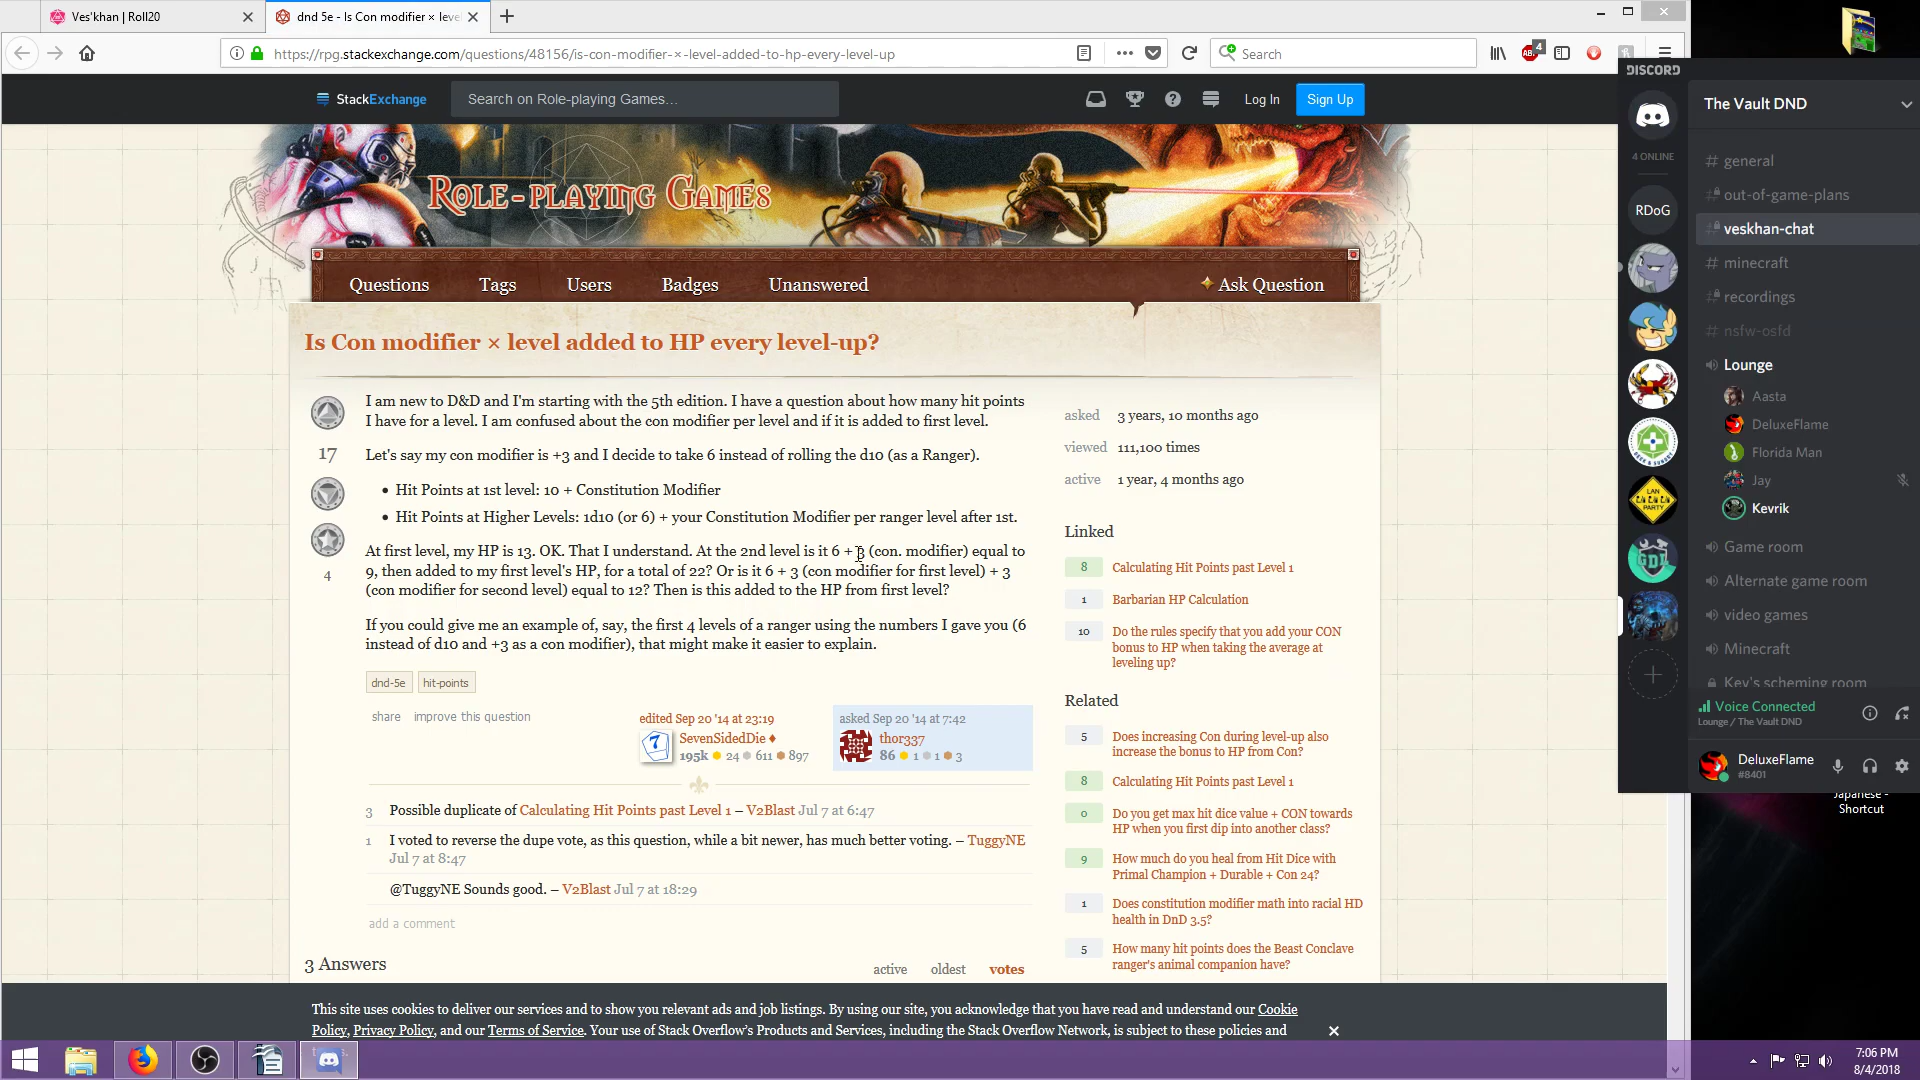 Ves'khan | Roll20
dnd 5e - Is Con modifier × leve
https://rpg.stackexchange.com/questions/48156/is-con-modifier-×-level-added-to-hp-every-level-up
Search
4
StackExchange
Search on Role-playing Games…
Log In
Sign Up
Role-playing Games
Questions
Tags
Users
Badges
Unanswered
Ask Question
Is Con modifier × level added to HP every level-up?
17
4
I am new to D&D and I'm starting with the 5th edition. I have a question about how many hit points
I have for a level. I am confused about the con modifier per level and if it is added to first level.
Let's say my con modifier is +3 and I decide to take 6 instead of rolling the d10 (as a Ranger).
• Hit Points at 1st level: 10 + Constitution Modifier
• Hit Points at Higher Levels: 1d10 (or 6) + your Constitution Modifier per ranger level after 1st.
At first level, my HP is 13. OK. That I understand. At the 2nd level is it 6 + 3 (con. modifier) equal to
9, then added to my first level's HP, for a total of 22? Or is it 6 + 3 (con modifier for first level) + 3
(con modifier for second level) equal to 12? Then is this added to the HP from first level?
If you could give me an example of, say, the first 4 levels of a ranger using the numbers I gave you (6
instead of d10 and +3 as a con modifier), that might make it easier to explain.
dnd-5e
hit-points
share improve this question
edited Sep 20 '14 at 23:19
7
SevenSidedDie ♦
195k 24 611 897
asked Sep 20 '14 at 7:42
thor337
86 1 1 3
3 Possible duplicate of Calculating Hit Points past Level 1 – V2Blast Jul 7 at 6:47
1 I voted to reverse the dupe vote, as this question, while a bit newer, has much better voting. – TuggyNE
Jul 7 at 8:47
@TuggyNE Sounds good. – V2Blast Jul 7 at 18:29
add a comment
3 Answers
active
oldest
votes
asked 3 years, 10 months ago
viewed 111,100 times
active 1 year, 4 months ago
Linked
8 Calculating Hit Points past Level 1
1 Barbarian HP Calculation
10 Do the rules specify that you add your CON
bonus to HP when taking the average at
leveling up?
Related
5 Does increasing Con during level-up also
increase the bonus to HP from Con?
8 Calculating Hit Points past Level 1
0 Do you get max hit dice value + CON towards
HP when you first dip into another class?
9 How much do you heal from Hit Dice with
Primal Champion + Durable + Con 24?
1 Does constitution modifier math into racial HD
health in DnD 3.5?
5 How many hit points does the Beast Conclave
ranger's animal companion have?
This site uses cookies to deliver our services and to show you relevant ads and job listings. By using our site, you acknowledge that you have read and understand our Cookie
Policy, Privacy Policy, and our Terms of Service. Your use of Stack Overflow's Products and Services, including the Stack Overflow Network, is subject to these policies and
DISCORD
4 ONLINE
RDoG
LAN
PARTY
GDL
The Vault DND
# general
# out-of-game-plans
# veskhan-chat
# minecraft
# recordings
# nsfw-osfd
Lounge
Aasta
DeluxeFlame
Florida Man
Jay
Kevrik
Game room
Alternate game room
video games
Minecraft
Kev's scheming room
Voice Connected
Lounge / The Vault DND
DeluxeFlame
#8401
Japanese -
Shortcut
7:06 PM
8/4/2018